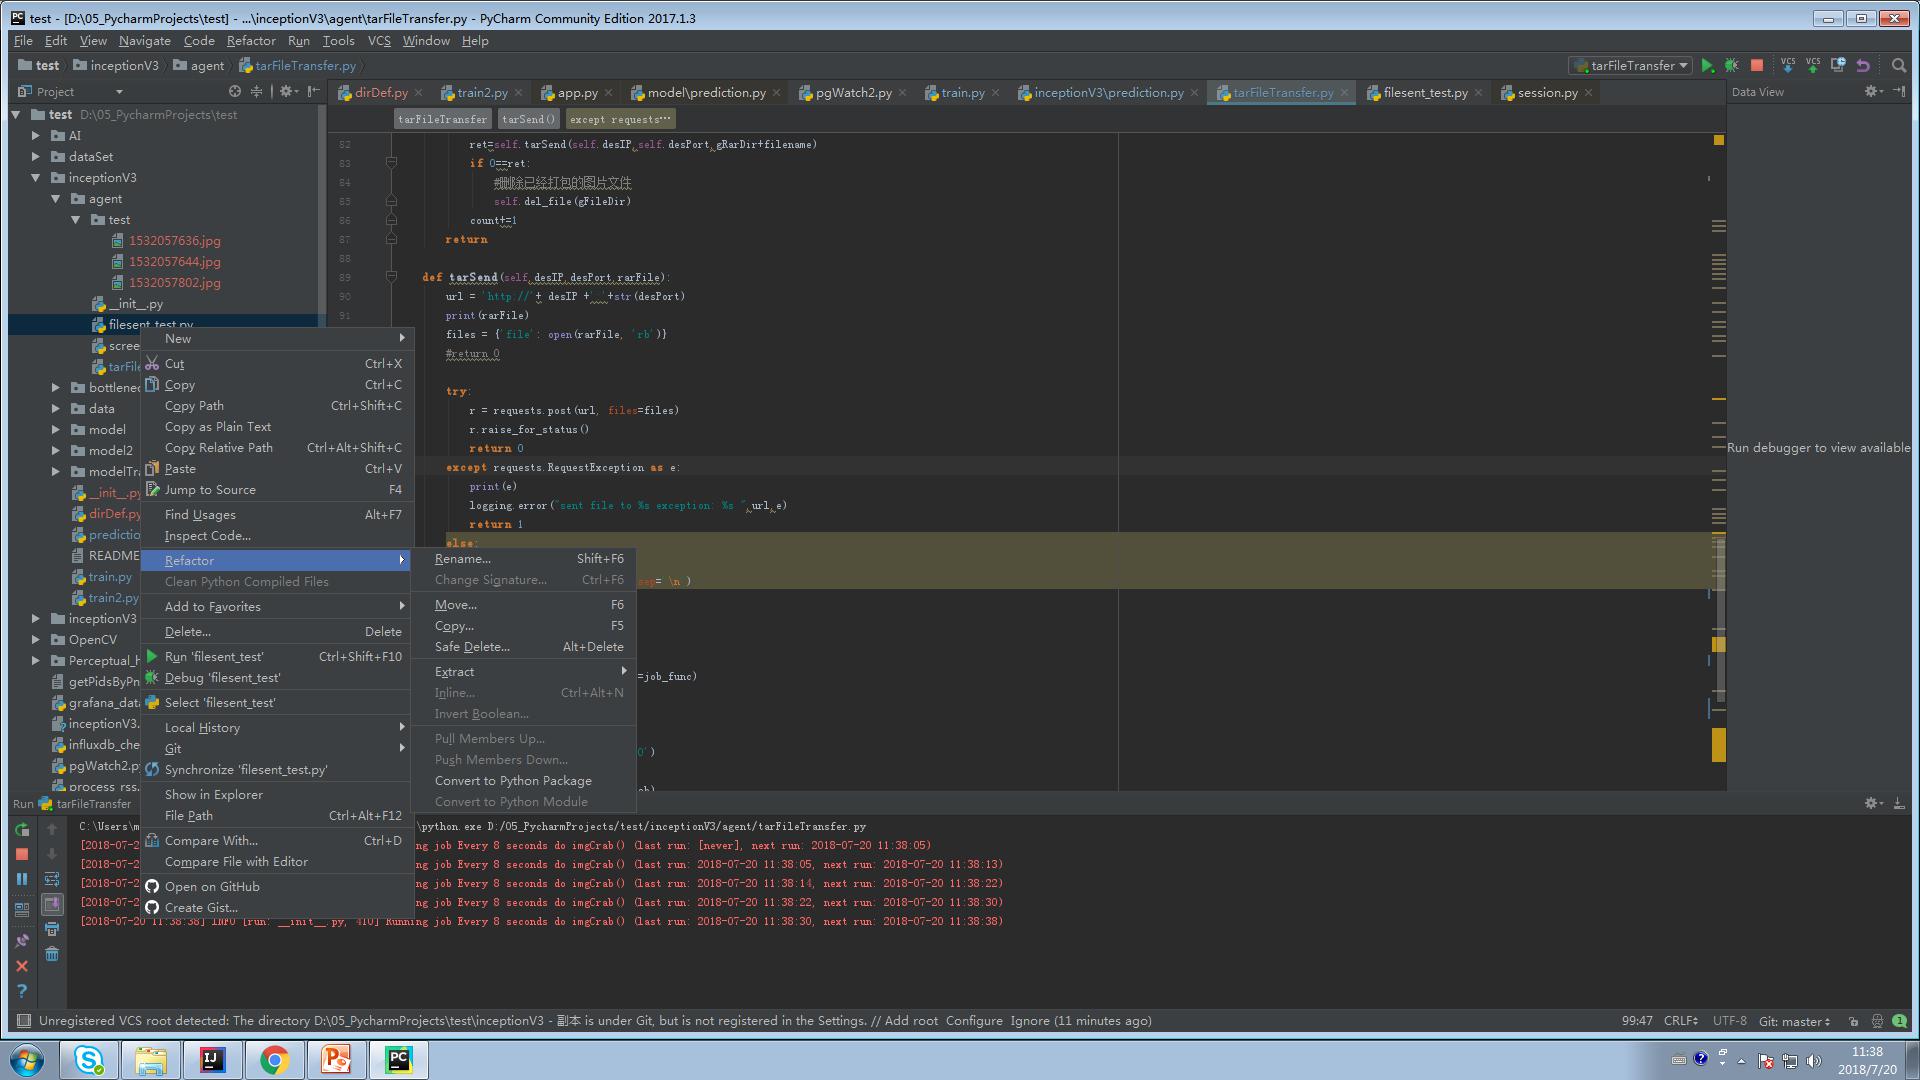 test - [D:\05_PycharmProjects\test] - ...\inceptionV3\agent\tarFileTransfer.py - PyCharm Community Edition 2017.1.3
File Edit View Navigate Code Refactor Run Tools VCS Window Help
test inceptionV3 agent tarFileTransfer.py
tarFileTransfer
VCS VCS
Project
dirDef.py train2.py app.py model\prediction.py pgWatch2.py train.py inceptionV3\prediction.py tarFileTransfer.py filesent_test.py session.py
Data View
test D:\05_PycharmProjects\test
AI
dataSet
inceptionV3
agent
test
1532057636.jpg
1532057644.jpg
1532057802.jpg
__init__.py
filesent_test.py
scree
tarFile
bottlenec
data
model
model2
modelTra
__init__.py
dirDef.py
predictio
README
train.py
train2.py
inceptionV3
OpenCV
Perceptual_h
getPidsByPn
grafana_data
inceptionV3.
influxdb_che
pgWatch2.py
process_rss.
tarFileTransfer tarSend() except requests...
82 ret=self.tarSend(self.desIP,self.desPort,gRarDir+filename)
83 if 0==ret:
84 #删除已经打包的图片文件
85 self.del_file(gFileDir)
86 count+=1
87 return
88
89 def tarSend(self,desIP,desPort,rarFile):
90 url = 'http://'+ desIP +':'+str(desPort)
91 print(rarFile)
files = {'file': open(rarFile, 'rb')}
#return 0
try:
r = requests.post(url, files=files)
r.raise_for_status()
return 0
except requests.RequestException as e:
print(e)
logging.error("sent file to %s exception: %s ",url,e)
return 1
else:
sep='\n')
=job_func)
0')
Run debugger to view available
New
Cut Ctrl+X
Copy Ctrl+C
Copy Path Ctrl+Shift+C
Copy as Plain Text
Copy Relative Path Ctrl+Alt+Shift+C
Paste Ctrl+V
Jump to Source F4
Find Usages Alt+F7
Inspect Code...
Refactor
Clean Python Compiled Files
Add to Favorites
Delete... Delete
Run 'filesent_test' Ctrl+Shift+F10
Debug 'filesent_test'
Select 'filesent_test'
Local History
Git
Synchronize 'filesent_test.py'
Show in Explorer
File Path Ctrl+Alt+F12
Compare With... Ctrl+D
Compare File with Editor
Open on GitHub
Create Gist...
Rename... Shift+F6
Change Signature... Ctrl+F6
Move... F6
Copy... F5
Safe Delete... Alt+Delete
Extract
Inline... Ctrl+Alt+N
Invert Boolean...
Pull Members Up...
Push Members Down...
Convert to Python Package
Convert to Python Module
Run tarFileTransfer
C:\Users\m \python.exe D:/05_PycharmProjects/test/inceptionV3/agent/tarFileTransfer.py
[2018-07-2 ng job Every 8 seconds do imgCrab() (last run: [never], next run: 2018-07-20 11:38:05)
[2018-07-2 ng job Every 8 seconds do imgCrab() (last run: 2018-07-20 11:38:05, next run: 2018-07-20 11:38:13)
[2018-07-2 ng job Every 8 seconds do imgCrab() (last run: 2018-07-20 11:38:14, next run: 2018-07-20 11:38:22)
[2018-07-2 ng job Every 8 seconds do imgCrab() (last run: 2018-07-20 11:38:22, next run: 2018-07-20 11:38:30)
[2018-07-20 11:38:38] INFO [run: __init__.py, 410] Running job Every 8 seconds do imgCrab() (last run: 2018-07-20 11:38:30, next run: 2018-07-20 11:38:38)
Unregistered VCS root detected: The directory D:\05_PycharmProjects\test\inceptionV3 - 副本 is under Git, but is not registered in the Settings. // Add root Configure Ignore (11 minutes ago)
99:47 CRLF UTF-8 Git: master 1
11:38
2018/7/20